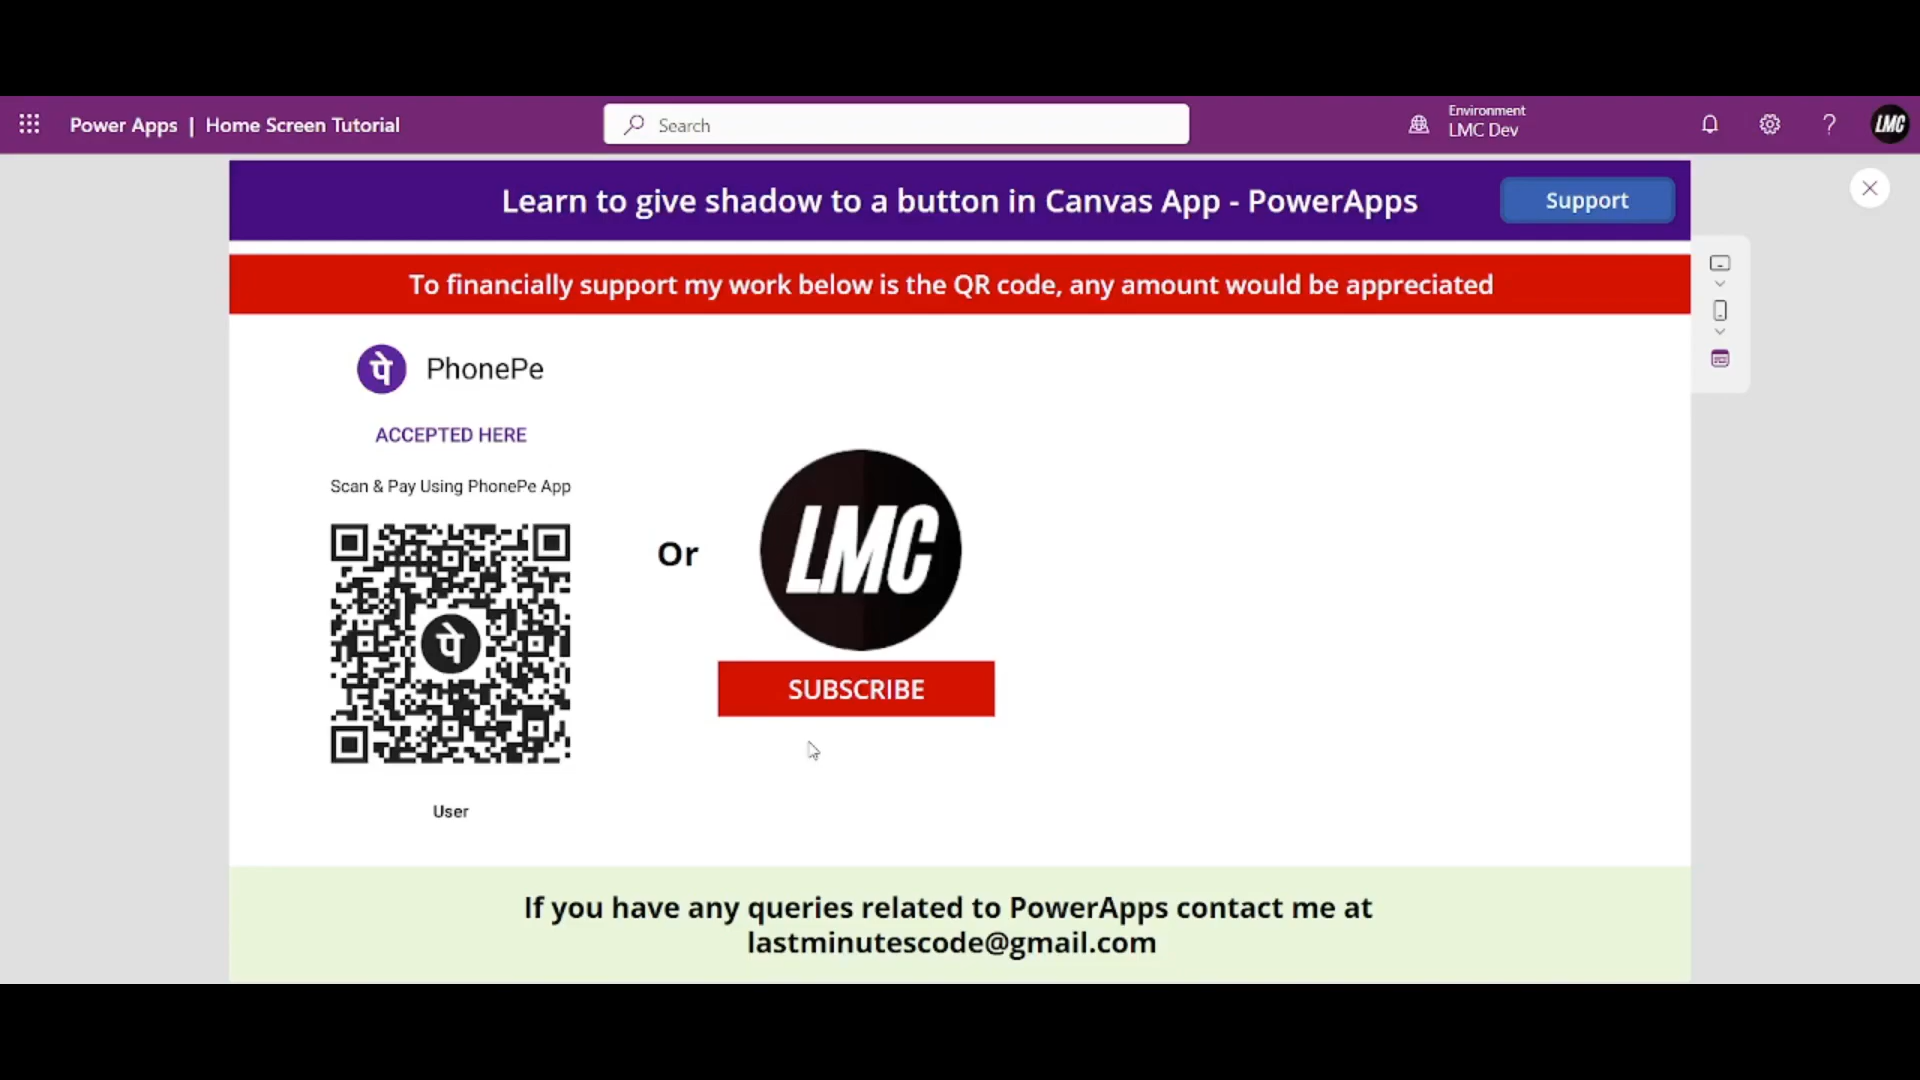 Power Apps | Home Screen Tutorial
Search
Environment
LMC Dev
?
LMC
Learn to give shadow to a button in Canvas App - PowerApps
Support
To financially support my work below is the QR code, any amount would be appreciated
पे PhonePe
ACCEPTED HERE
Scan & Pay Using PhonePe App
पे
Or
LMC
SUBSCRIBE
User
If you have any queries related to PowerApps contact me at
lastminutescode@gmail.com